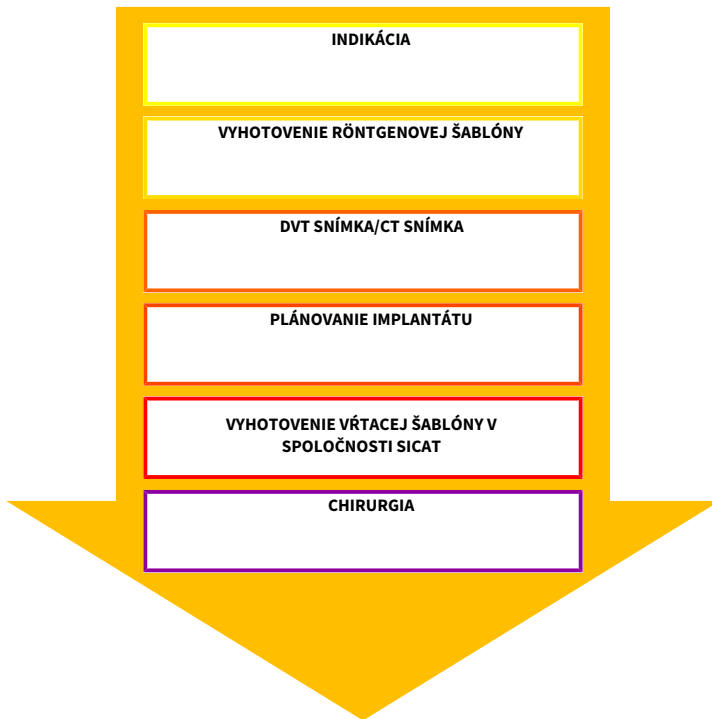 INDIKÁCIA
VYHOTOVENIE RÖNTGENOVEJ ŠABLÓNY
DVT SNÍMKA/CT SNÍMKA
PLÁNOVANIE IMPLANTÁTU
VYHOTOVENIE VŔTACEJ ŠABLÓNY V
SPOLOČNOSTI SICAT
CHIRURGIA